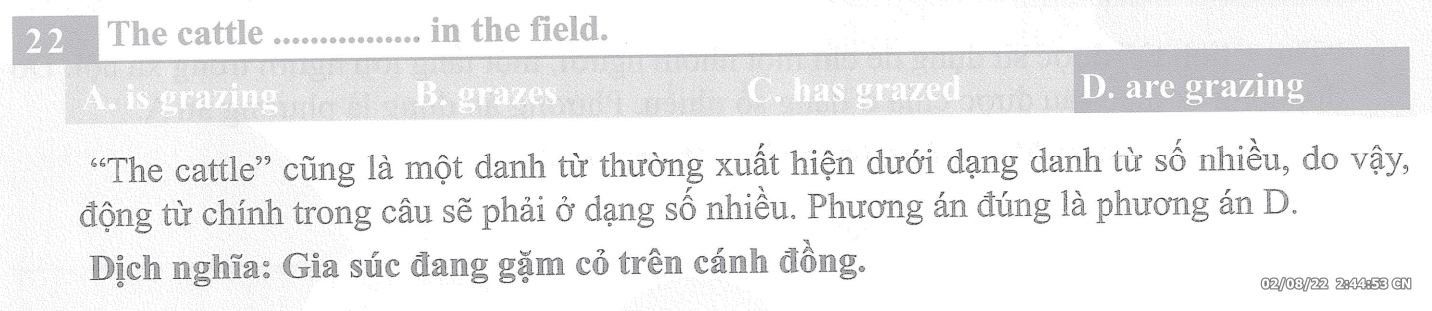 22 The cattle ................ in the field.
A. is grazing B. grazes C. has grazed D. are grazing
“The cattle” cũng là một danh từ thường xuất hiện dưới dạng danh từ số nhiều, do vậy,
động từ chính trong câu sẽ phải ở dạng số nhiều. Phương án đúng là phương án D.
Dịch nghĩa: Gia súc đang gặm cỏ trên cánh đồng.
02/08/22 2:44:53 CN